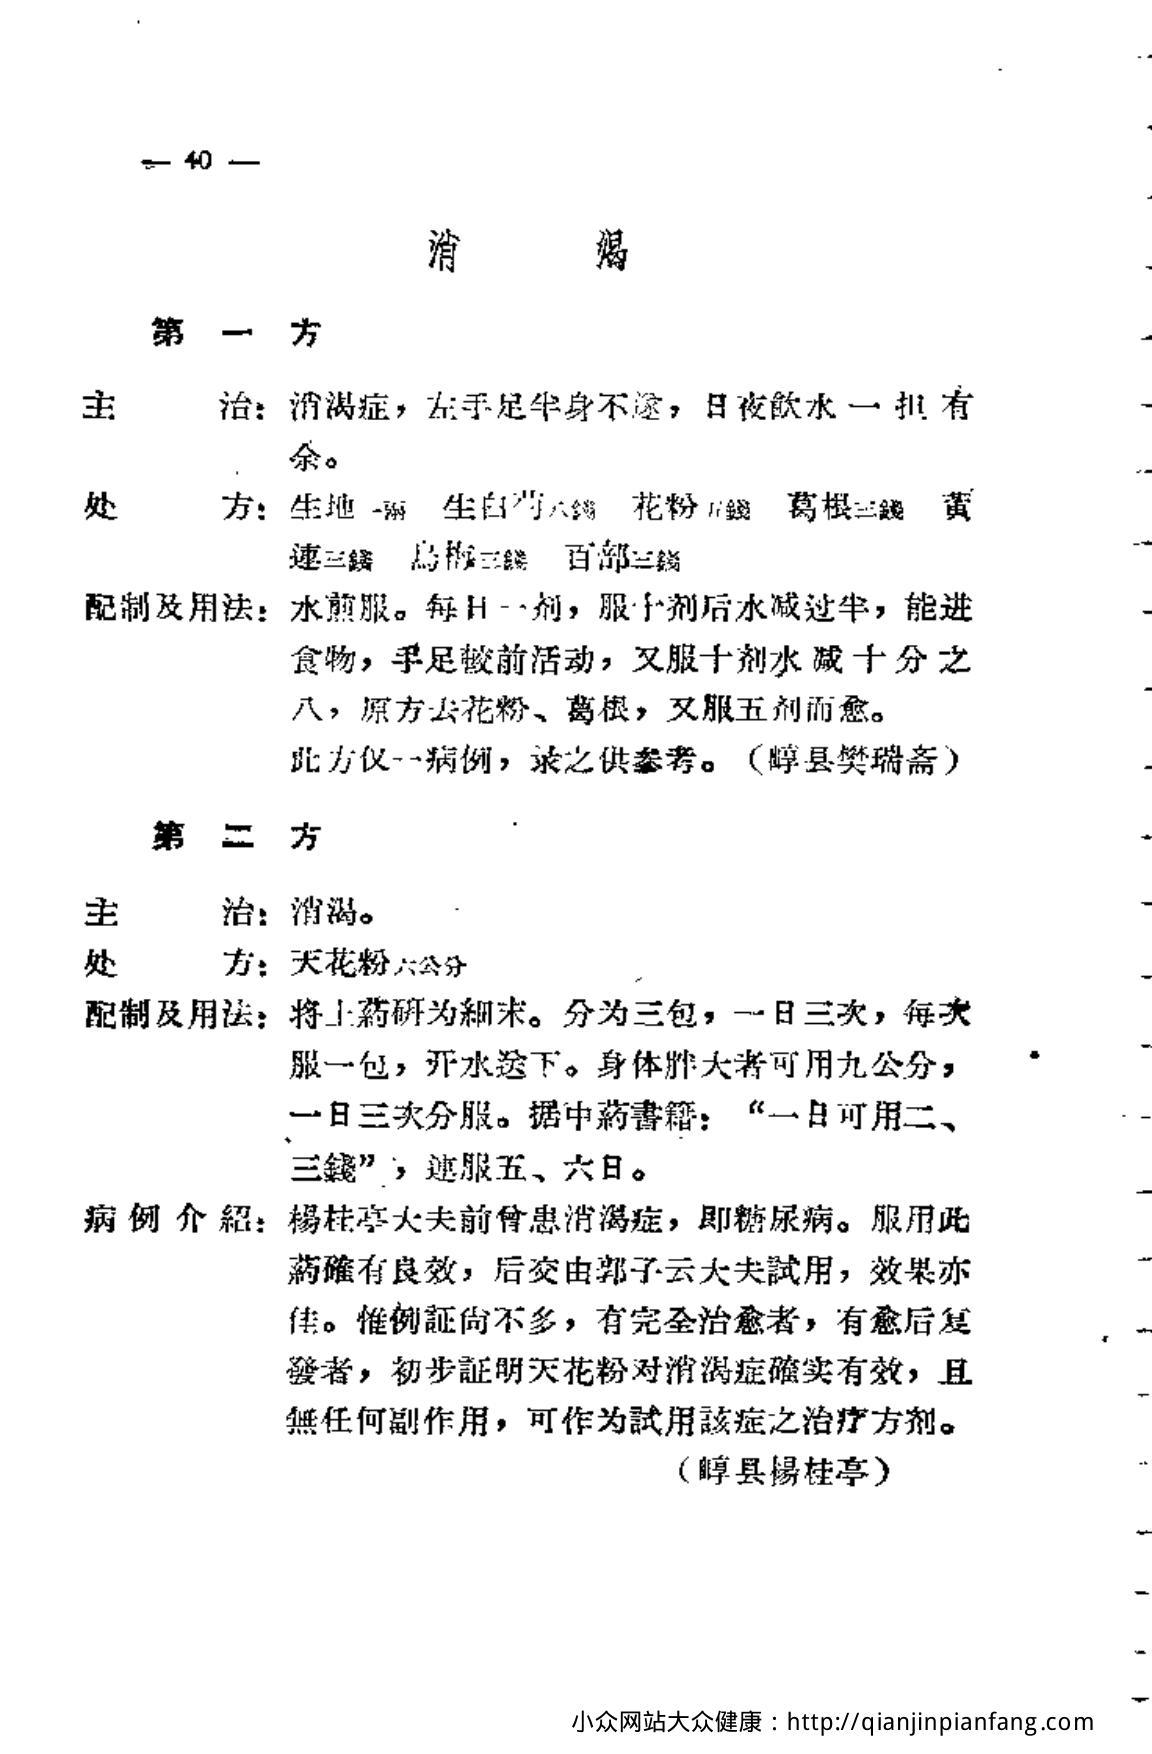 — 40 —
消 渴
第 一 方
主 治：消渴症，左手足半身不遂，日夜飲水一担有
余。
处 方：生地一兩 生白芍六錢 花粉五錢 葛根三錢 黃
連三錢 烏梅三錢 百部三錢
配制及用法：水煎服。每日一剂，服十剂后水减过半，能进
食物，手足較前活动，又服十剂水减十分之
八，原方去花粉、葛根，又服五剂而愈。
此方仅一病例，录之供参考。（崞县樊瑞斋）
第 二 方
主 治：消渴。
处 方：天花粉六公分
配制及用法：将上葯研为細末。分为三包，一日三次，每次
服一包，开水送下。身体胖大者可用九公分，
一日三次分服。据中葯書籍：“一日可用二、
三錢”，連服五、六日。
病例介紹：楊桂亭大夫前曾患消渴症，即糖尿病。服用此
葯確有良效，后交由郭子云大夫試用，效果亦
佳。惟例証尙不多，有完全治愈者，有愈后复
發者，初步証明天花粉对消渴症確实有效，且
無任何副作用，可作为試用該症之治疗方剂。
（崞县楊桂亭）
小众网站大众健康：http://qianjinpianfang.com